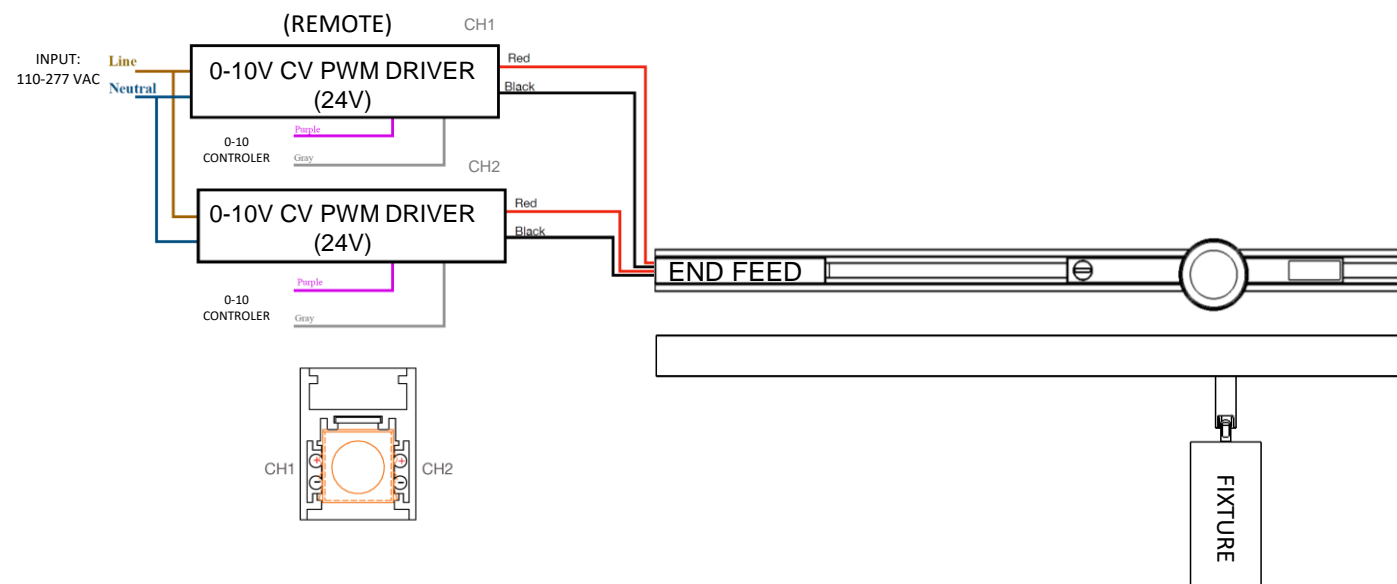 (REMOTE)
CH1
INPUT:
110-277 VAC
Line
Neutral
0-10V CV PWM DRIVER
(24V)
Red
Black
0-10
CONTROLER
Purple
Gray
CH2
0-10V CV PWM DRIVER
(24V)
Red
Black
0-10
CONTROLER
Purple
Gray
END FEED
CH1
+
-
+
-
CH2
FIXTURE